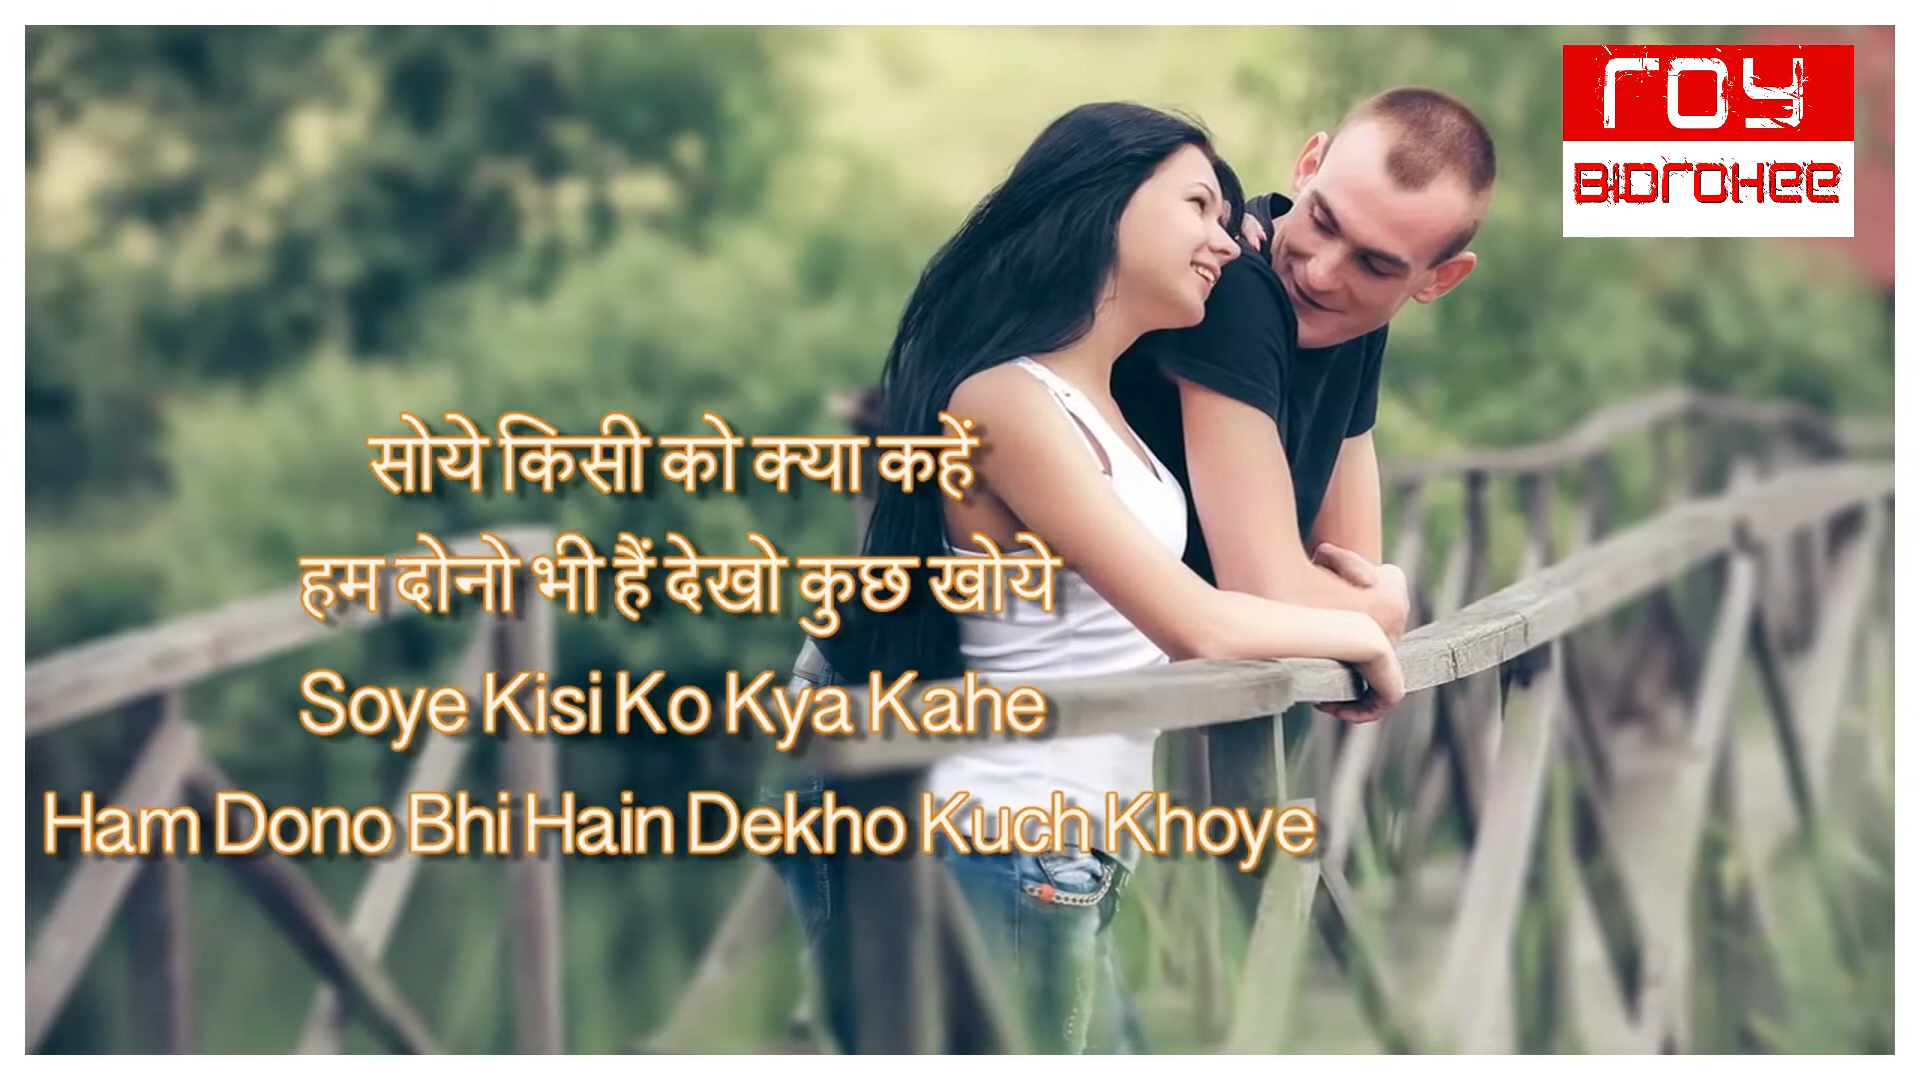 roy
BIDroHee
सोये किसी को क्या कहें
हम दोनो भी हैं देखो कुछ खोये
Soye Kisi Ko Kya Kahe
Ham Dono Bhi Hain Dekho Kuch Khoye